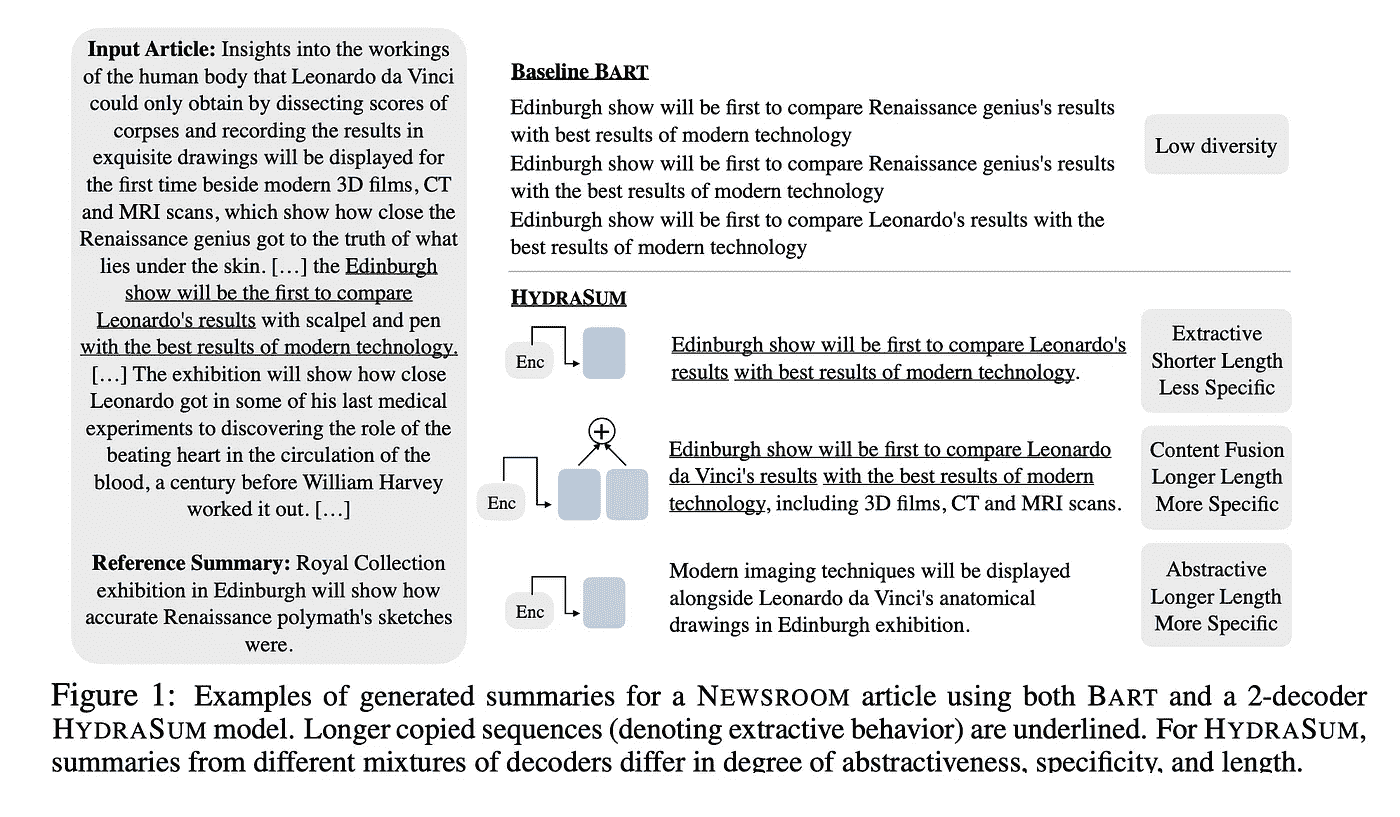 Input Article: Insights into the workings
of the human body that Leonardo da Vinci
could only obtain by dissecting scores of
corpses and recording the results in
exquisite drawings will be displayed for
the first time beside modern 3D films, CT
and MRI scans, which show how close the
Renaissance genius got to the truth of what
lies under the skin. […] the Edinburgh
show will be the first to compare
Leonardo's results with scalpel and pen
with the best results of modern technology.
[…] The exhibition will show how close
Leonardo got in some of his last medical
experiments to discovering the role of the
beating heart in the circulation of the
blood, a century before William Harvey
worked it out. […]
Reference Summary: Royal Collection
exhibition in Edinburgh will show how
accurate Renaissance polymath's sketches
were.
Baseline BART
Edinburgh show will be first to compare Renaissance genius's results
with best results of modern technology
Edinburgh show will be first to compare Renaissance genius's results
with the best results of modern technology
Edinburgh show will be first to compare Leonardo's results with the
best results of modern technology
Low diversity
HYDRASUM
Enc
Edinburgh show will be first to compare Leonardo's
results with best results of modern technology.
Extractive
Shorter Length
Less Specific
Enc
Edinburgh show will be first to compare Leonardo
da Vinci's results with the best results of modern
technology, including 3D films, CT and MRI scans.
Content Fusion
Longer Length
More Specific
Enc
Modern imaging techniques will be displayed
alongside Leonardo da Vinci's anatomical
drawings in Edinburgh exhibition.
Abstractive
Longer Length
More Specific
Figure 1: Examples of generated summaries for a NEWSROOM article using both BART and a 2-decoder
HYDRASUM model. Longer copied sequences (denoting extractive behavior) are underlined. For HYDRASUM,
summaries from different mixtures of decoders differ in degree of abstractiveness, specificity, and length.